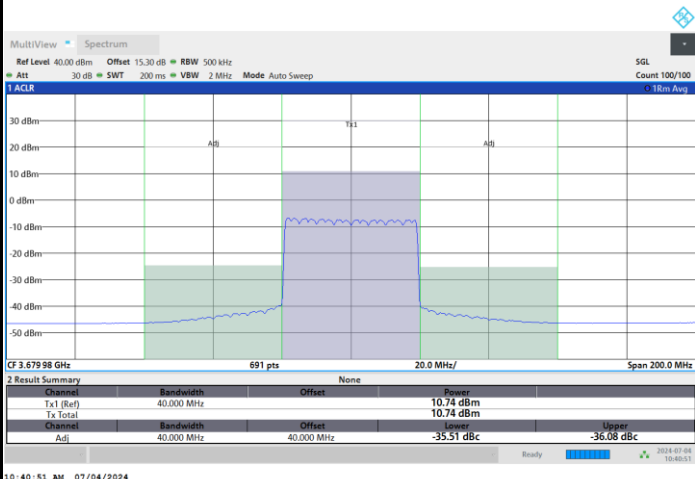 MultiView Spectrum
Ref Level 40.00 dBm Offset 15.30 dB RBW 500 kHz SGL
Att 30 dB SWT 200 ms VBW 2 MHz Mode Auto Sweep Count 100/100
1 ACLR 1Rm Avg
30 dBm
Tx1
20 dBm
Adj Adj
10 dBm
0 dBm
-10 dBm
-20 dBm
-30 dBm
-40 dBm
-50 dBm
CF 3.679 98 GHz 691 pts 20.0 MHz/ Span 200.0 MHz
2 Result Summary None
Channel Bandwidth Offset Power
Tx1 (Ref) 40.000 MHz 10.74 dBm
Tx Total 10.74 dBm
Channel Bandwidth Offset Lower Upper
Adj 40.000 MHz 40.000 MHz -35.51 dBc -36.08 dBc
Ready 2024-07-04
10:40:51
10:40:51 AM 07/04/2024